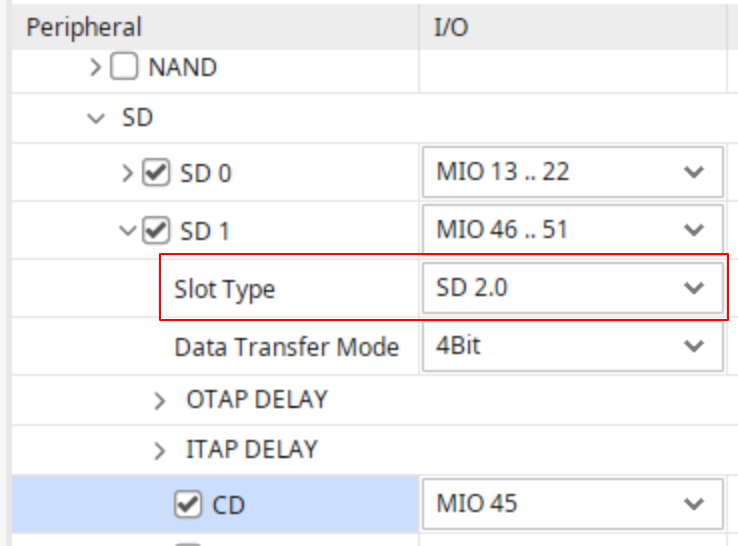 Peripheral I/O
NAND
SD
SD 0 MIO 13 .. 22
SD 1 MIO 46 .. 51
Slot Type SD 2.0
Data Transfer Mode 4Bit
OTAP DELAY
ITAP DELAY
CD MIO 45